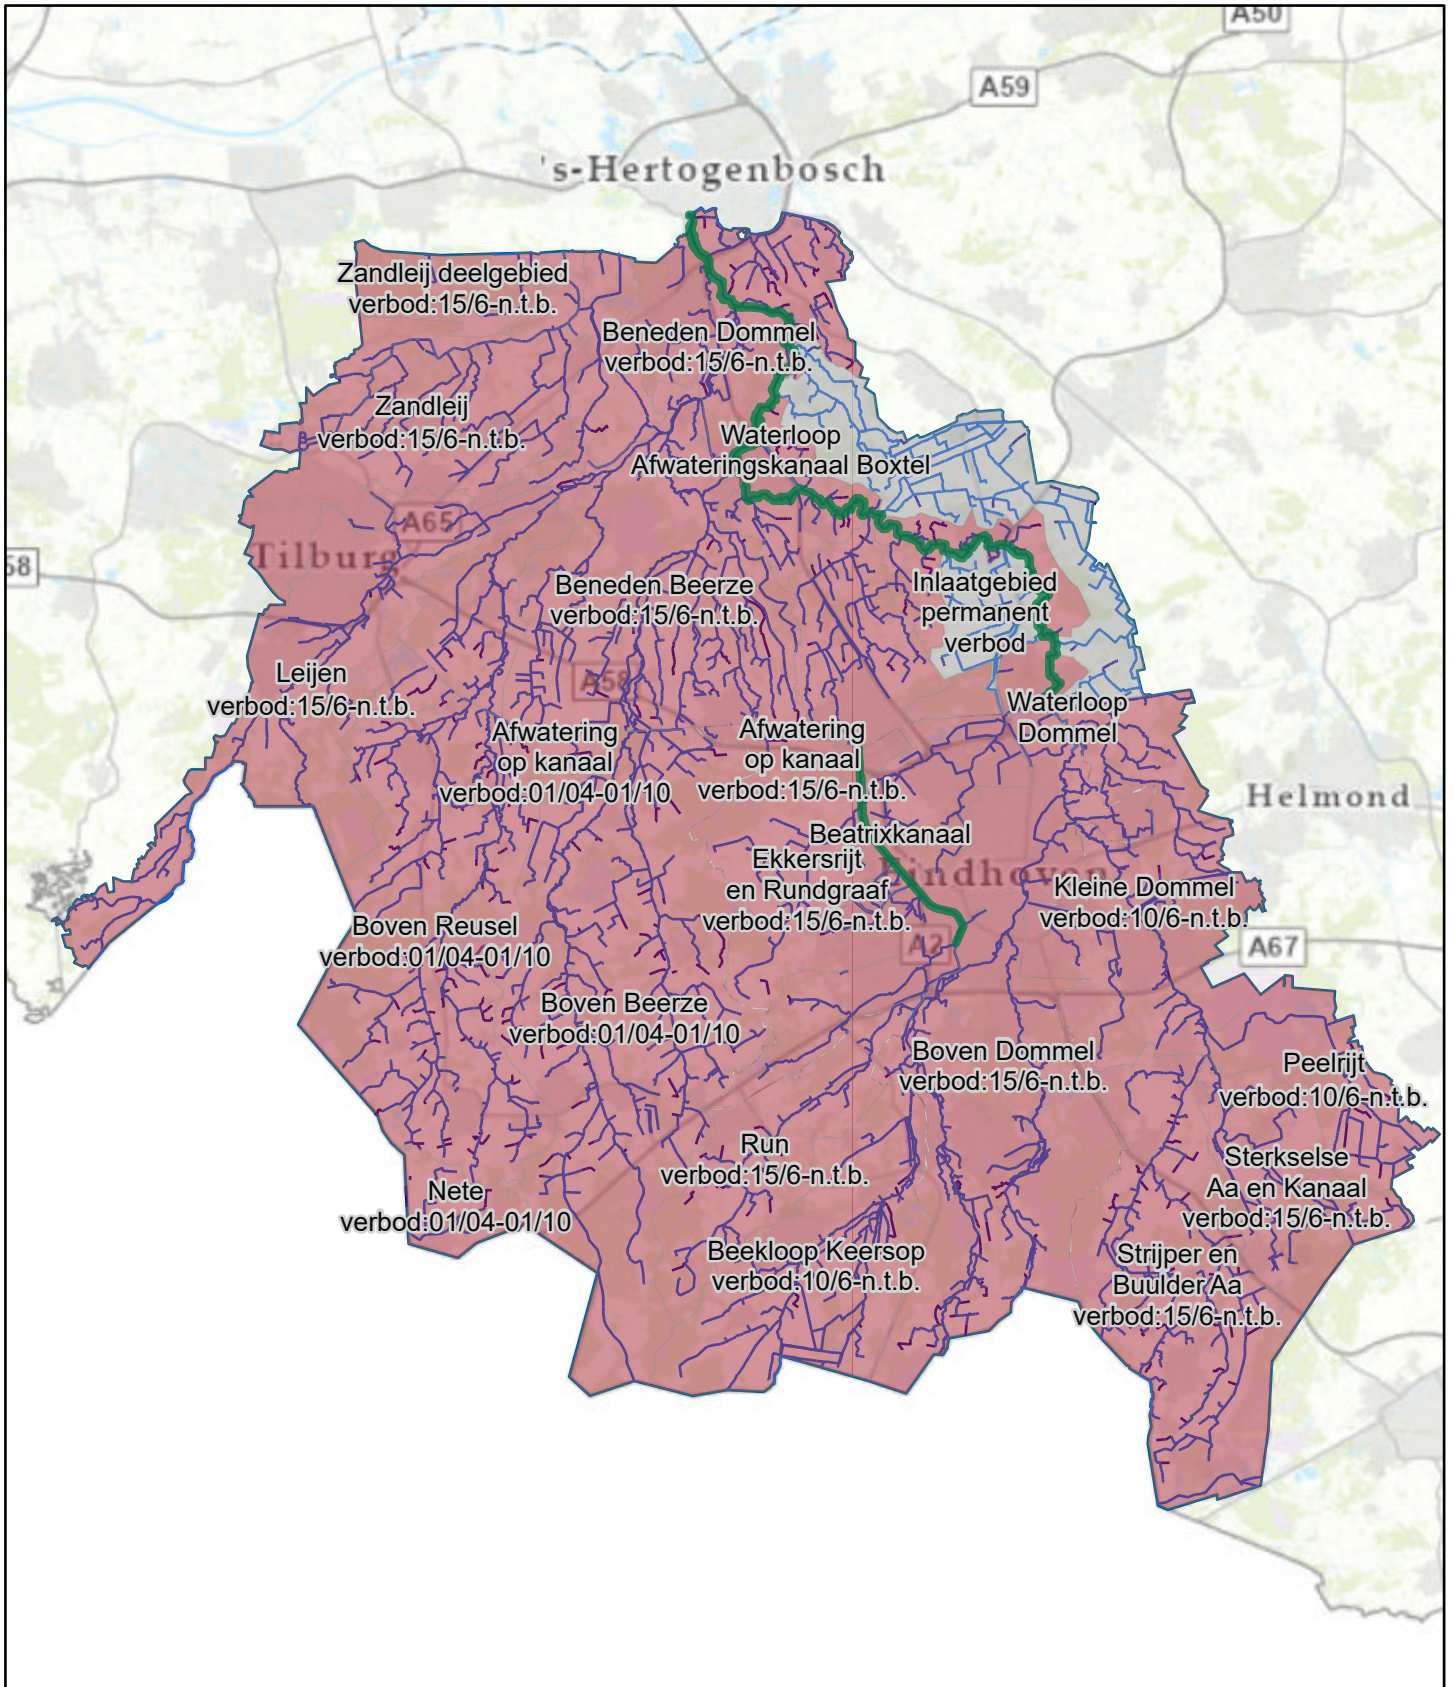 A50
A59
's-Hertogenbosch
Zandleij deelgebied
verbod:15/6-n.t.b.
Beneden Dommel
verbod:15/6-n.t.b.
Zandleij
verbod:15/6-n.t.b.
Waterloop
Afwateringskanaal Boxtel
A65
Tilburg
58
Beneden Beerze
verbod:15/6-n.t.b.
Inlaatgebied
permanent
verbod
Leijen
verbod:15/6-n.t.b.
A58
Waterloop
Dommel
Afwatering
op kanaal
verbod:01/04-01/10
Afwatering
op kanaal
verbod:15/6-n.t.b.
Helmond
Beatrixkanaal
Ekkersrijt
en Rundgraaf
verbod:15/6-n.t.b.
Eindhoven
Kleine Dommel
verbod:10/6-n.t.b.
Boven Reusel
verbod:01/04-01/10
A2
A67
Boven Beerze
verbod:01/04-01/10
Boven Dommel
verbod:15/6-n.t.b.
Peelrijt
verbod:10/6-n.t.b.
Run
verbod:15/6-n.t.b.
Sterkselse
Aa en Kanaal
verbod:15/6-n.t.b.
Nete
verbod:01/04-01/10
Beekloop Keersop
verbod:10/6-n.t.b.
Strijper en
Buulder Aa
verbod:15/6-n.t.b.